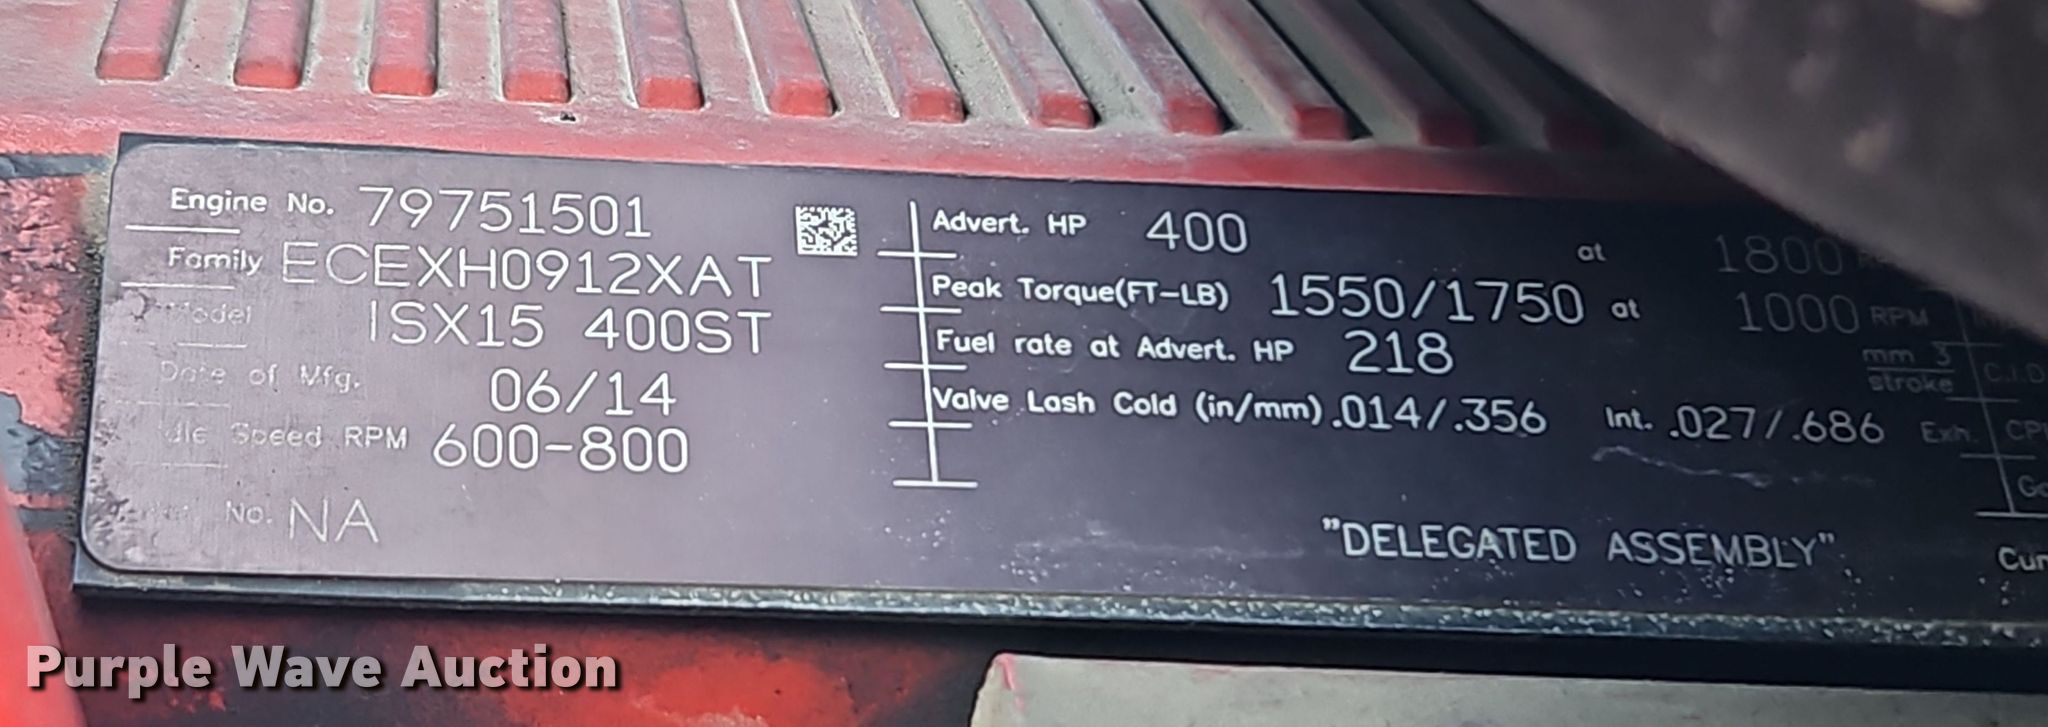 Engine No. 79751501
Family ECEXH0912XAT
Model ISX15 400ST
Date of Mfg. 06/14
Idle Speed RPM 600-800
No. NA
Advert. HP 400 at 1800
Peak Torque(FT-LB) 1550/1750 at 1000 RPM
Fuel rate at Advert. HP 218 mm 3
stroke
Valve Lash Cold (in/mm) .014/.356 Int. .027/.686 Exh.
C.I.D
"DELEGATED ASSEMBLY"
Purple Wave Auction